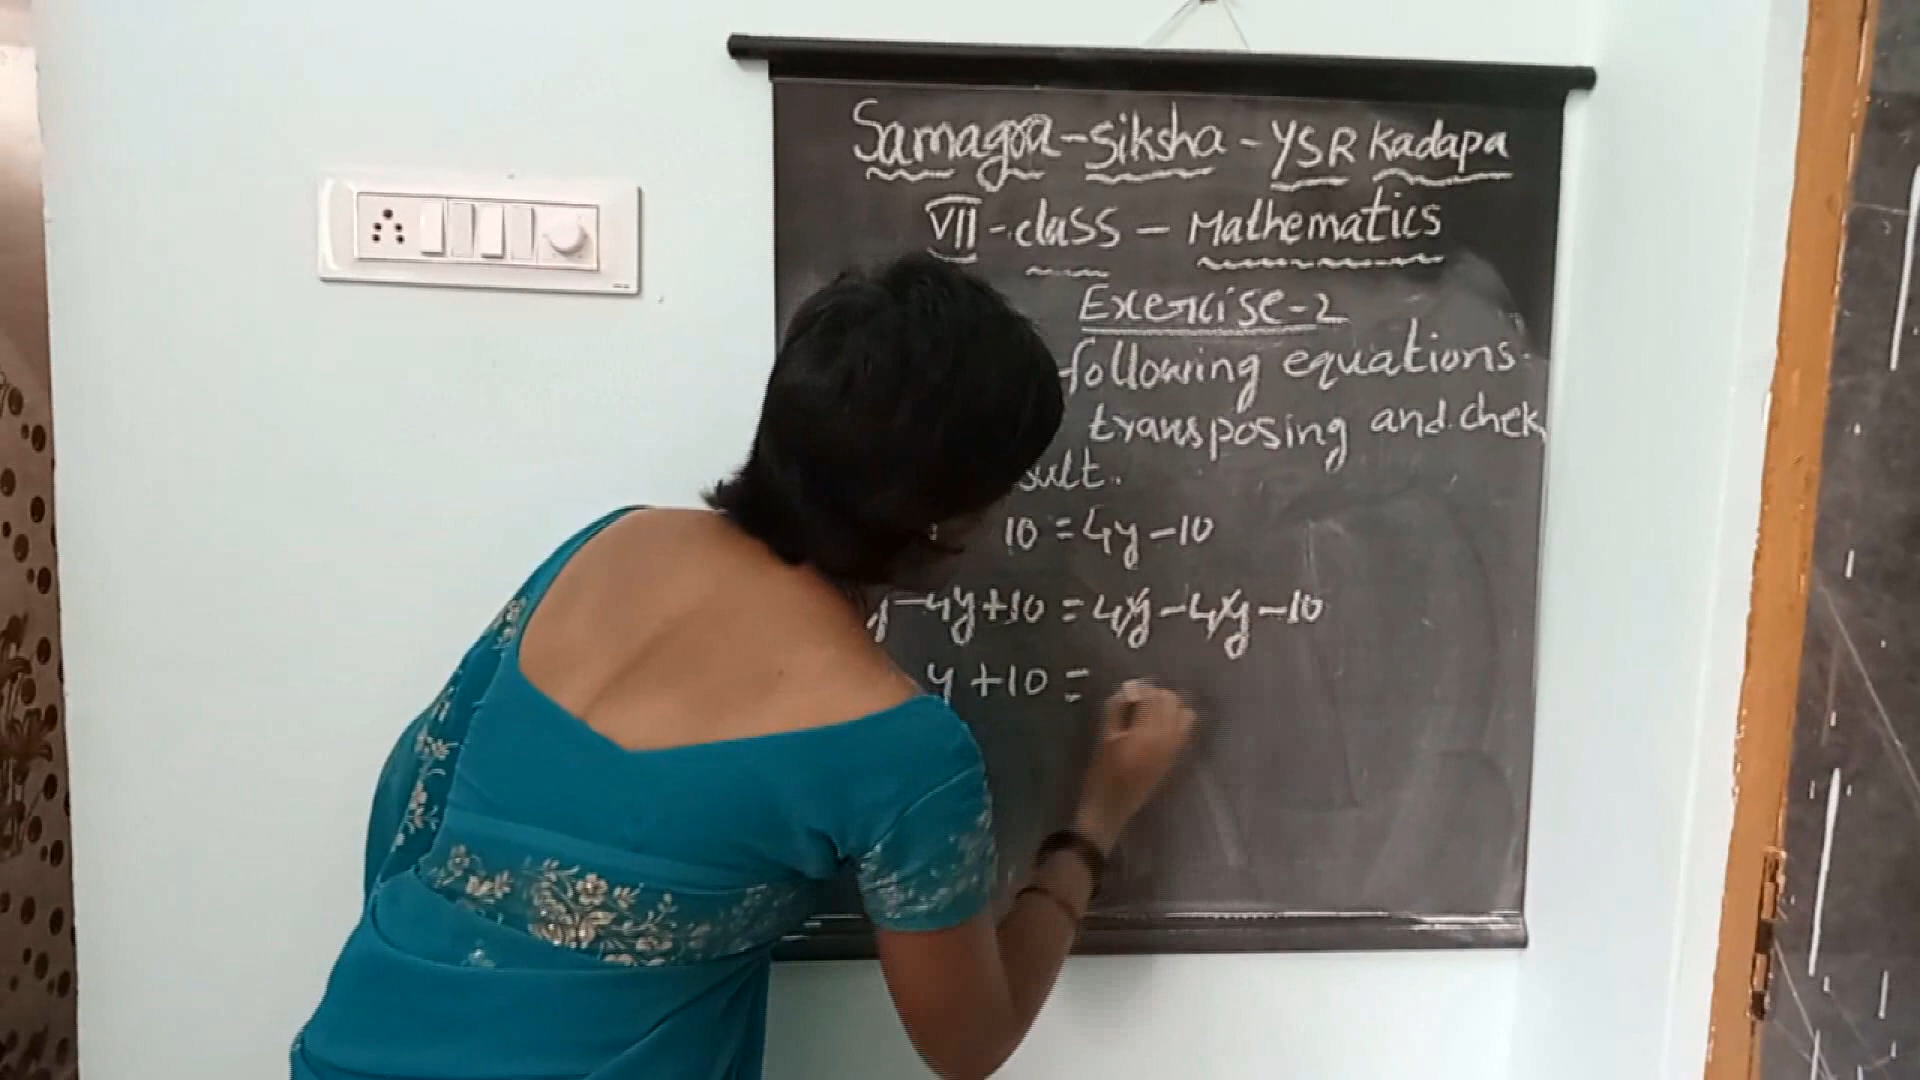 Samagra-Siksha-YSR Kadapa
VII-class-Mathematics
Exercise-2
following equations.
transposing and chek
sult.
10=4y-10
y-4y+10=4y-4y-10
y+10=